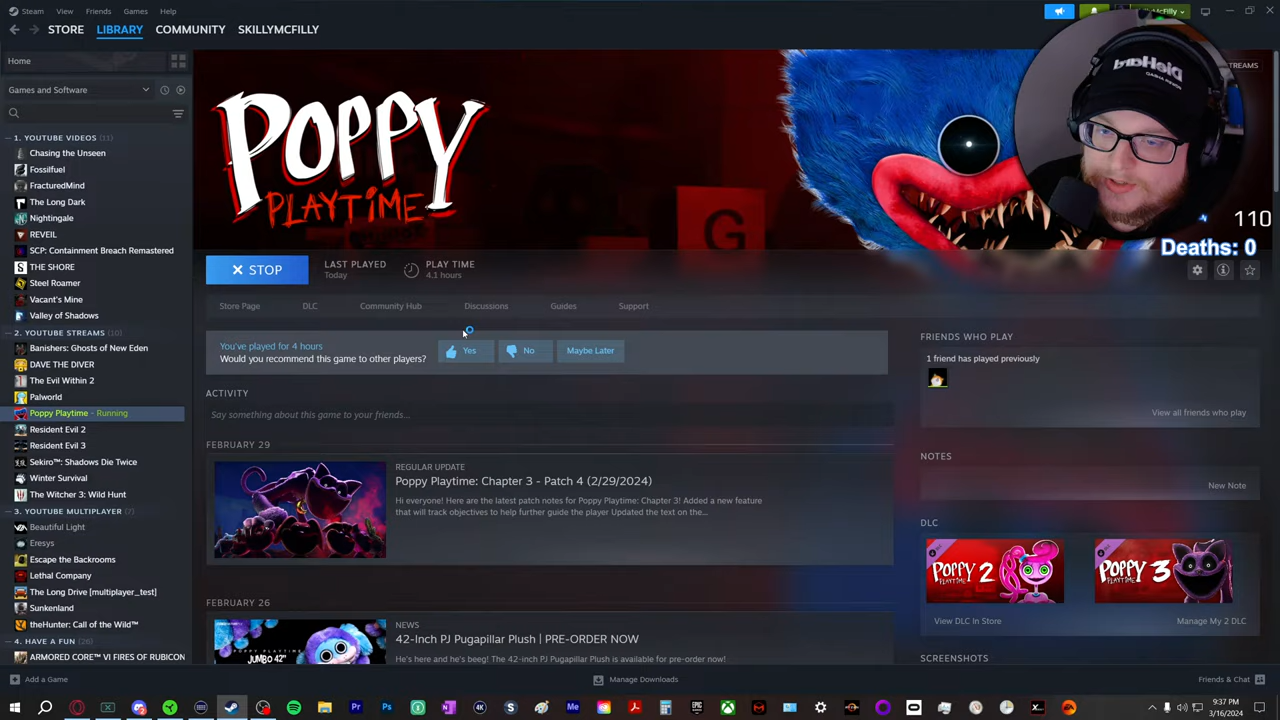 Steam View Friends Games Help
McFilly
STORE LIBRARY COMMUNITY SKILLYMCFILLY
Home
Games and Software
1. YOUTUBE VIDEOS (11)
Chasing the Unseen
Fossilfuel
FracturedMind
The Long Dark
Nightingale
REVEIL
SCP: Containment Breach Remastered
THE SHORE
Steel Roamer
Vacant's Mine
Valley of Shadows
2. YOUTUBE STREAMS (10)
Banishers: Ghosts of New Eden
DAVE THE DIVER
The Evil Within 2
Palworld
Poppy Playtime - Running
Resident Evil 2
Resident Evil 3
Sekiro™: Shadows Die Twice
Winter Survival
The Witcher 3: Wild Hunt
3. YOUTUBE MULTIPLAYER (7)
Beautiful Light
Eresys
Escape the Backrooms
Lethal Company
The Long Drive [multiplayer_test]
Sunkenland
theHunter: Call of the Wild™
4. HAVE A FUN (26)
ARMORED CORE™ VI FIRES OF RUBICON
Add a Game
POPPY
PLAYTIME
G
110
Deaths: 0
STOP
LAST PLAYED
Today
PLAY TIME
4.1 hours
Store Page DLC Community Hub Discussions Guides Support
You've played for 4 hours
Would you recommend this game to other players?
Yes No Maybe Later
ACTIVITY
Say something about this game to your friends...
FEBRUARY 29
REGULAR UPDATE
Poppy Playtime: Chapter 3 - Patch 4 (2/29/2024)
Hi everyone! Here are the latest patch notes for Poppy Playtime: Chapter 3! Added a new feature
that will track objectives to help further guide the player Updated the text on the...
FEBRUARY 26
NEWS
42-Inch PJ Pugapillar Plush | PRE-ORDER NOW
He's here and he's beeg! The 42-inch PJ Pugapillar Plush is available for pre-order now!
POPPY PLAYTIME
JUMBO 42"
FRIENDS WHO PLAY
1 friend has played previously
View all friends who play
NOTES
New Note
DLC
POPPY 2
PLAYTIME
POPPY 3
PLAYTIME
View DLC In Store
Manage My 2 DLC
SCREENSHOTS
Manage Downloads
Friends & Chat
9:37 PM
3/16/2024